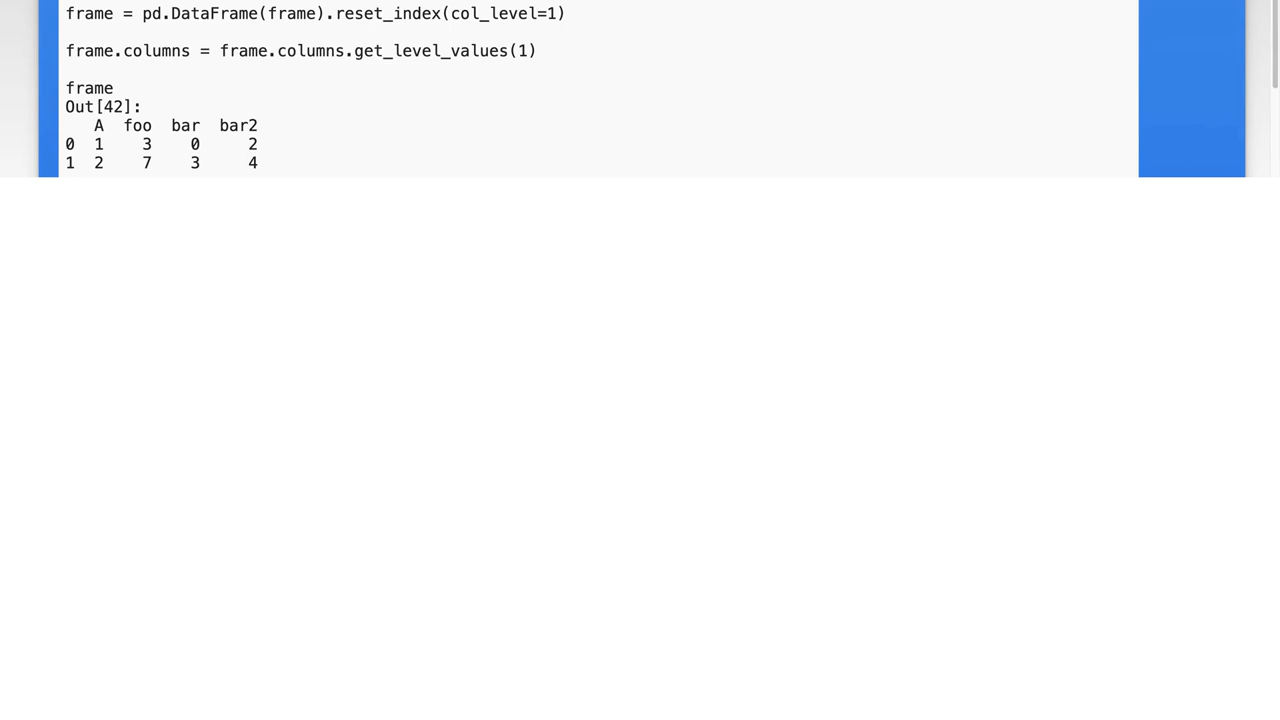 frame = pd.DataFrame(frame).reset_index(col_level=1)
frame.columns = frame.columns.get_level_values(1)
frame
Out[42]:
   A  foo  bar  bar2
0  1    3    0     2
1  2    7    3     4